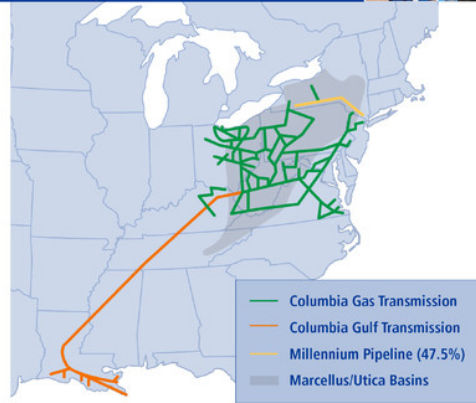 Columbia Gas Transmission
Columbia Gulf Transmission
Millennium Pipeline (47.5%)
Marcellus/Utica Basins